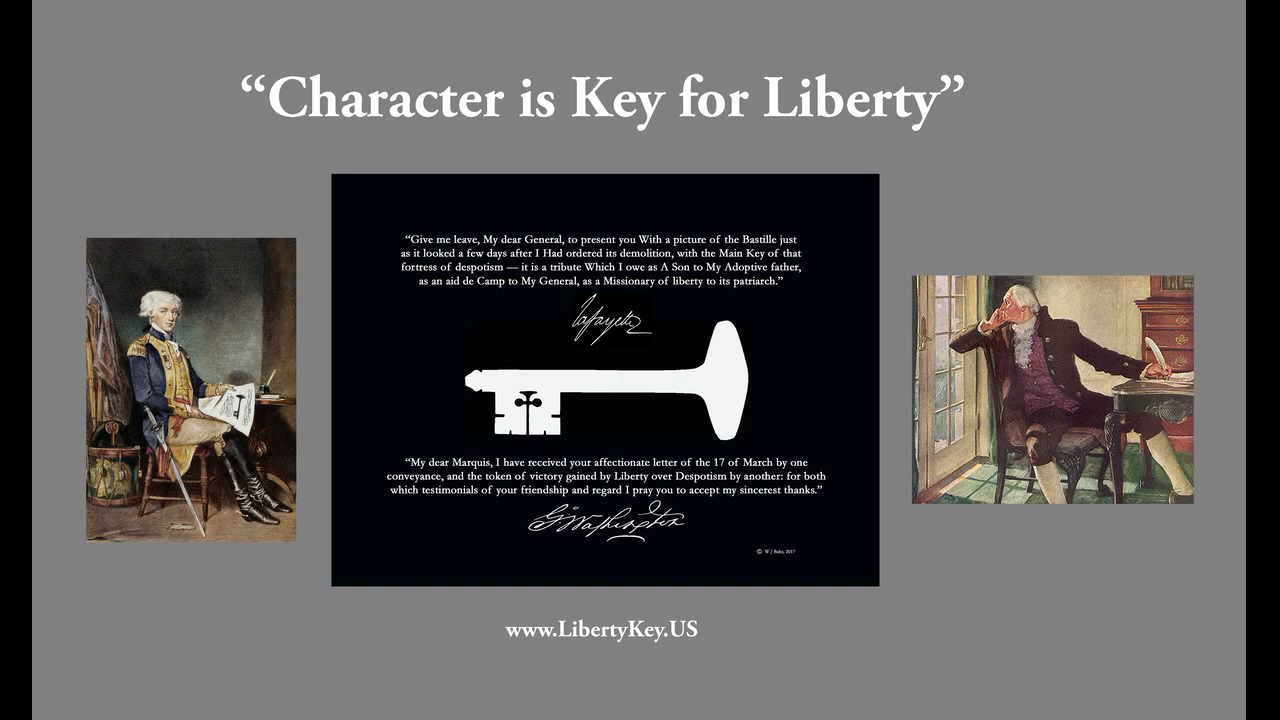 “Character is Key for Liberty”
“Give me leave, My dear General, to present you With a picture of the Bastille just
as it looked a few days after I Had ordered its demolition, with the Main Key of that
fortress of despotism — it is a tribute Which I owe as A Son to My Adoptive father,
as an aid de Camp to My General, as a Missionary of liberty to its patriarch.”
Lafayette
“My dear Marquis, I have received your affectionate letter of the 17 of March by one
conveyance, and the token of victory gained by Liberty over Despotism by another: for both
which testimonials of your friendship and regard I pray you to accept my sincerest thanks.”
G Washington
© W J Bahr, 2017
www.LibertyKey.US